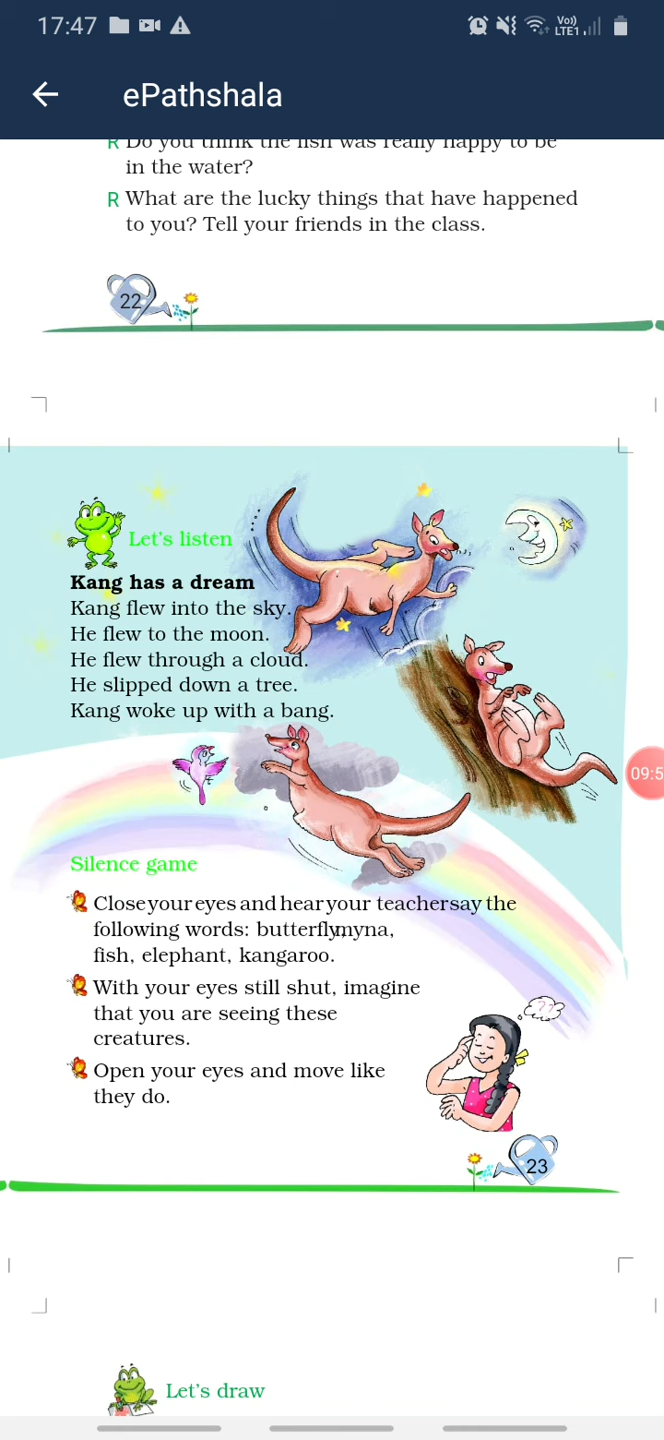 17:47
Vo))
LTE1
ePathshala
R Do you think the fish was really happy to be
in the water?
R What are the lucky things that have happened
to you? Tell your friends in the class.
22
Let's listen
Kang has a dream
Kang flew into the sky.
He flew to the moon.
He flew through a cloud.
He slipped down a tree.
Kang woke up with a bang.
09:5
Silence game
Close your eyes and hear your teacher say the
following words: butterfly, myna,
fish, elephant, kangaroo.
With your eyes still shut, imagine
that you are seeing these
creatures.
Open your eyes and move like
they do.
23
Let's draw